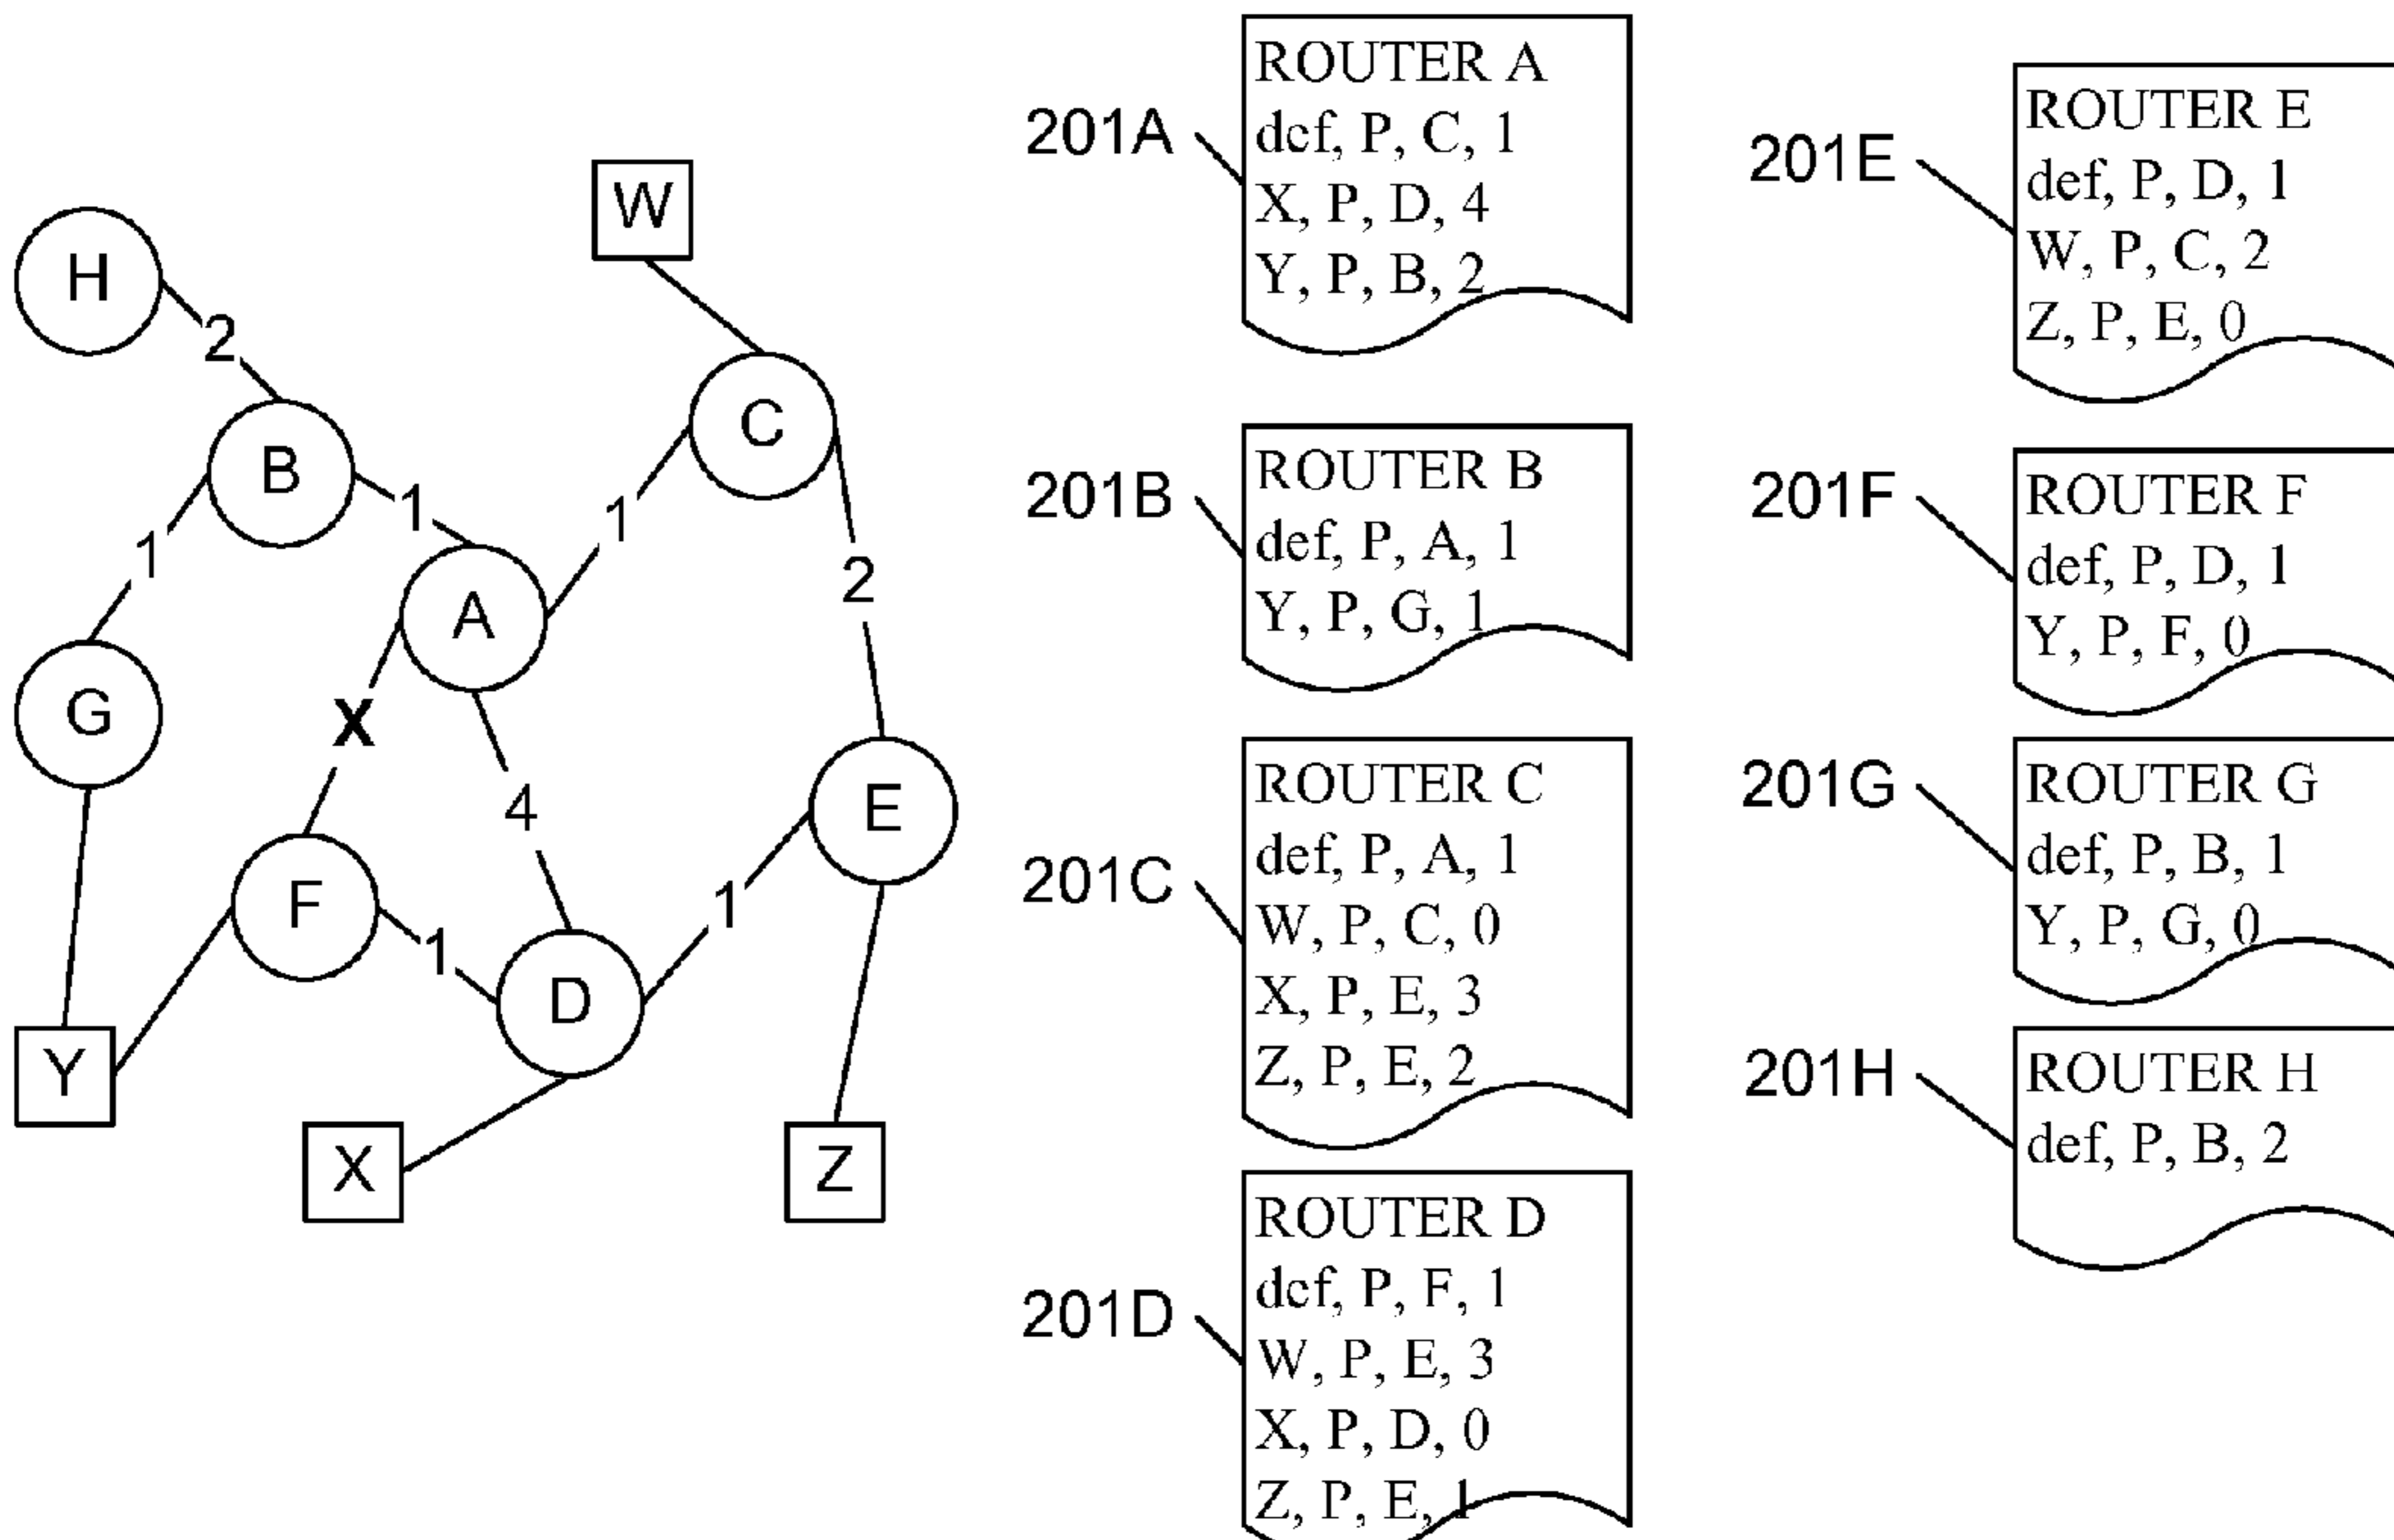 H
2
B
1
1
G
A
X
1
W
C
2
4
F
1
D
1
E
Y
X
Z
201A
ROUTER A
def, P, C, 1
X, P, D, 4
Y, P, B, 2
201B
ROUTER B
def, P, A, 1
Y, P, G, 1
201C
ROUTER C
def, P, A, 1
W, P, C, 0
X, P, E, 3
Z, P, E, 2
201D
ROUTER D
def, P, F, 1
W, P, E, 3
X, P, D, 0
Z, P, E, 1
201E
ROUTER E
def, P, D, 1
W, P, C, 2
Z, P, E, 0
201F
ROUTER F
def, P, D, 1
Y, P, F, 0
201G
ROUTER G
def, P, B, 1
Y, P, G, 0
201H
ROUTER H
def, P, B, 2